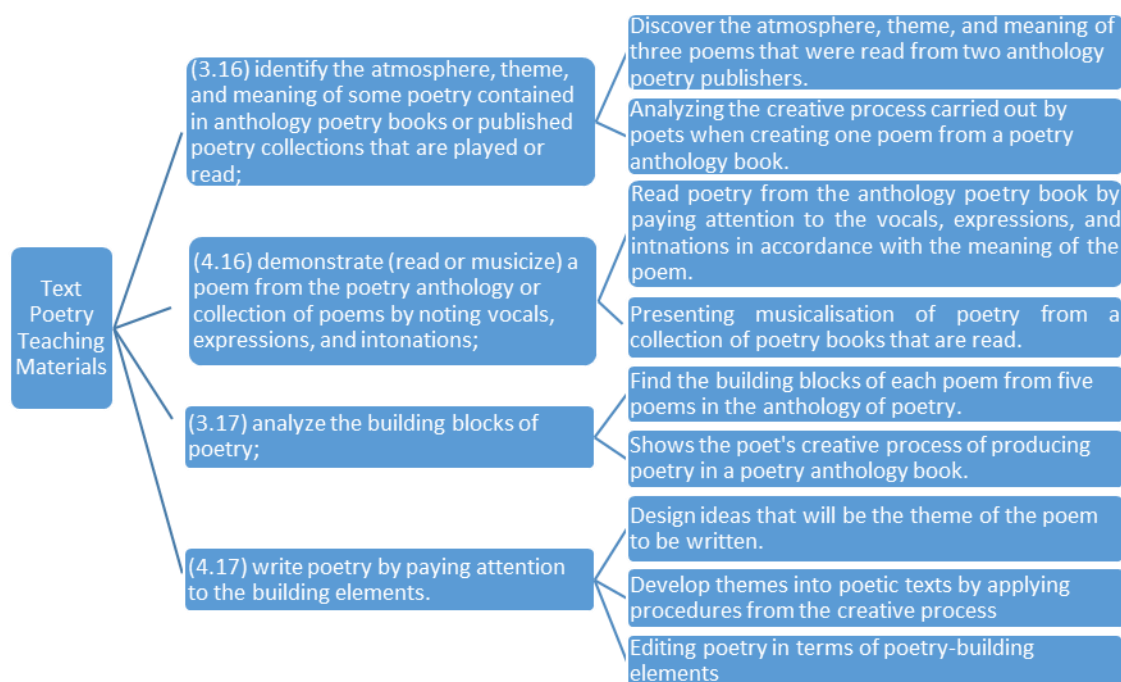 Text
Poetry
Teaching
Materials
(3.16) identify the atmosphere, theme,
and meaning of some poetry contained
in anthology poetry books or published
poetry collections that are played or
read;
Discover the atmosphere, theme, and meaning of
three poems that were read from two anthology
poetry publishers.
Analyzing the creative process carried out by
poets when creating one poem from a poetry
anthology book.
(4.16) demonstrate (read or musicize) a
poem from the poetry anthology or
collection of poems by noting vocals,
expressions, and intonations;
Read poetry from the anthology poetry book by
paying attention to the vocals, expressions, and
intnations in accordance with the meaning of the
poem.
Presenting musicalisation of poetry from a
collection of poetry books that are read.
(3.17) analyze the building blocks of
poetry;
Find the building blocks of each poem from five
poems in the anthology of poetry.
Shows the poet's creative process of producing
poetry in a poetry anthology book.
(4.17) write poetry by paying attention
to the building elements.
Design ideas that will be the theme of the poem
to be written.
Develop themes into poetic texts by applying
procedures from the creative process
Editing poetry in terms of poetry-building
elements